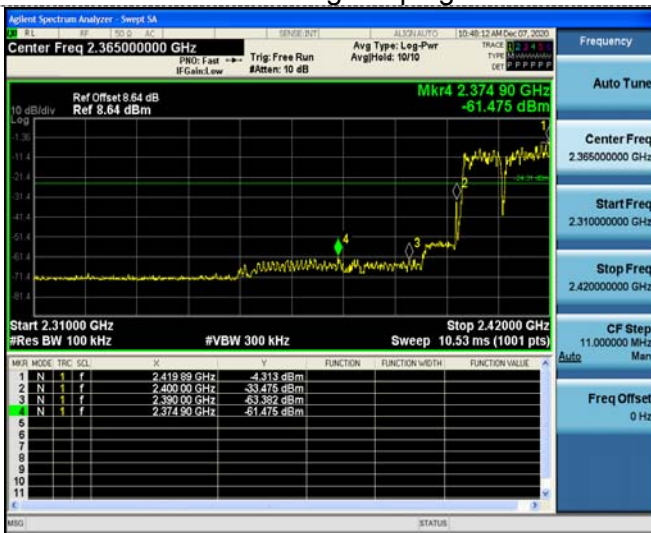 Agilent Spectrum Analyzer - Swept SA
RL RF 50 Ω AC SENSE:INT ALIGNAUTO 10:48:12 AM Dec 07, 2020
Center Freq 2.365000000 GHz
PNO: Fast
IFGain:Low
Trig: Free Run
#Atten: 10 dB
Avg Type: Log-Pwr
Avg|Hold: 10/10
TRACE 1 2 3 4 5 6
TYPE
DET P P P P P P
Ref Offset 8.64 dB
Ref 8.64 dBm
10 dB/div
Log
Mkr4 2.374 90 GHz
-61.475 dBm
-1.36
-11.4
-21.4
-31.4
-41.4
-51.4
-61.4
-71.4
-81.4
1
2
3
4
Start 2.31000 GHz
#Res BW 100 kHz
#VBW 300 kHz
Stop 2.42000 GHz
Sweep 10.53 ms (1001 pts)
MKR MODE TRC SCL X Y FUNCTION FUNCTION WIDTH FUNCTION VALUE
1 N 1 f 2.419 89 GHz -4.313 dBm
2 N 1 f 2.400 00 GHz -33.475 dBm
3 N 1 f 2.390 00 GHz -63.382 dBm
4 N 1 f 2.374 90 GHz -61.475 dBm
5
6
7
8
9
10
11
MSG STATUS
Frequency
Auto Tune
Center Freq
2.365000000 GHz
Start Freq
2.310000000 GHz
Stop Freq
2.420000000 GHz
CF Step
11.000000 MHz
Auto Man
Freq Offset
0 Hz